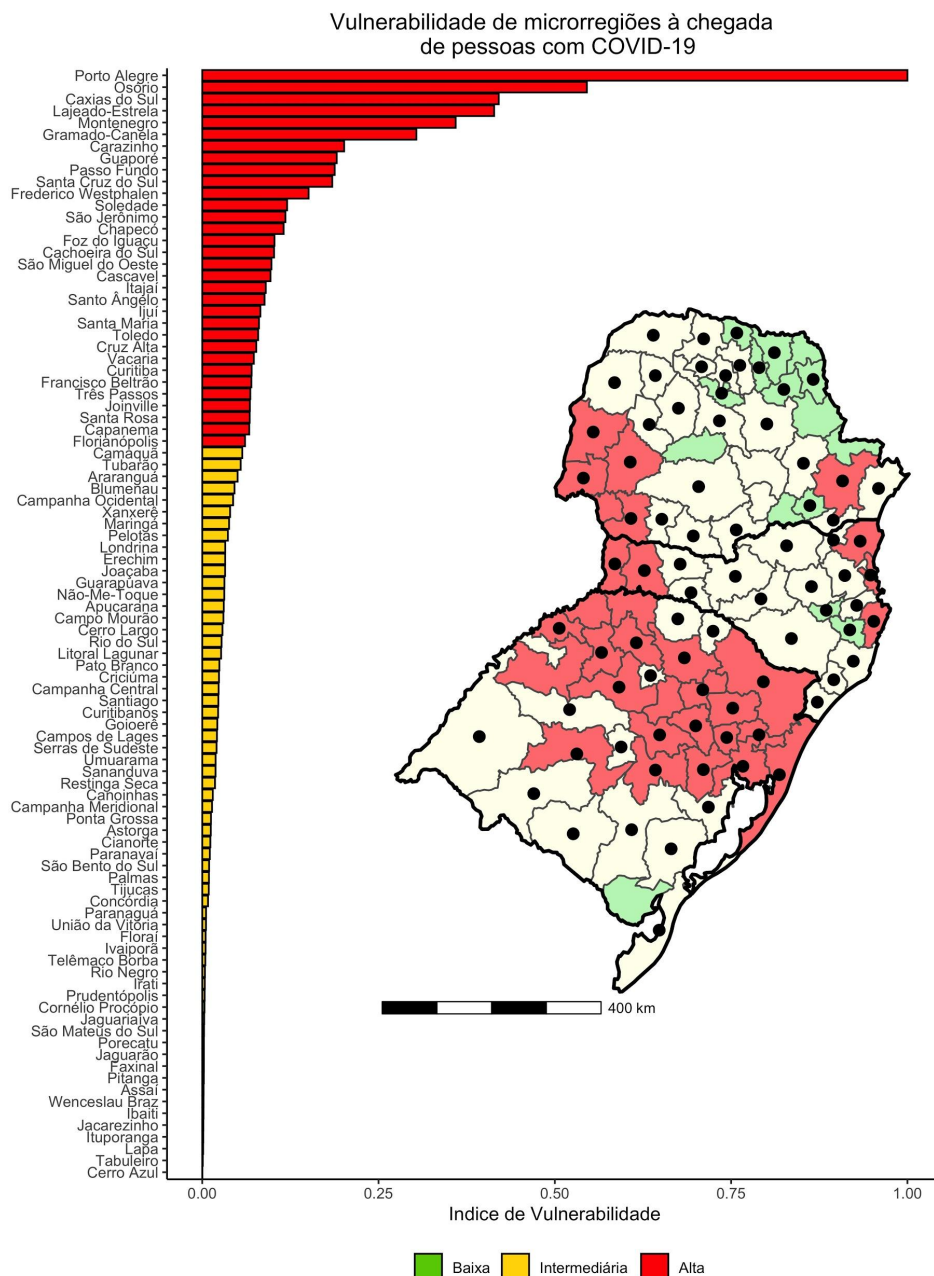 Vulnerabilidade de microrregiões à chegada
de pessoas com COVID-19
Porto Alegre
Osório
Caxias do Sul
Lajeado-Estrela
Montenegro
Gramado-Canela
Carazinho
Guaporé
Passo Fundo
Santa Cruz do Sul
Frederico Westphalen
Soledade
São Jerônimo
Chapecó
Foz do Iguaçu
Cachoeira do Sul
São Miguel do Oeste
Cascavel
Itajaí
Santo Ângelo
Ijuí
Santa Maria
Toledo
Cruz Alta
Vacaria
Curitiba
Francisco Beltrão
Três Passos
Joinville
Santa Rosa
Capanema
Florianópolis
Camaquã
Tubarão
Araranguá
Blumenau
Campanha Ocidental
Xanxerê
Maringá
Pelotas
Londrina
Erechim
Joaçaba
Guarapuava
Não-Me-Toque
Apucarana
Campo Mourão
Cerro Largo
Rio do Sul
Litoral Lagunar
Pato Branco
Criciúma
Campanha Central
Santiago
Curitibanos
Goioerê
Campos de Lages
Serras de Sudeste
Umuarama
Sananduva
Restinga Seca
Canoinhas
Campanha Meridional
Ponta Grossa
Astorga
Cianorte
Paranavaí
São Bento do Sul
Palmas
Tijucas
Concórdia
Paranaguá
União da Vitória
Floraí
Ivaiporã
Telêmaco Borba
Rio Negro
Irati
Prudentópolis
Cornélio Procópio
Jaguariaíva
São Mateus do Sul
Porecatu
Jaguarão
Faxinal
Pitanga
Assaí
Wenceslau Braz
Ibaiti
Jacarezinho
Ituporanga
Lapa
Tabuleiro
Cerro Azul
400 km
0.00 0.25 0.50 0.75 1.00
Indice de Vulnerabilidade
Baixa Intermediária Alta